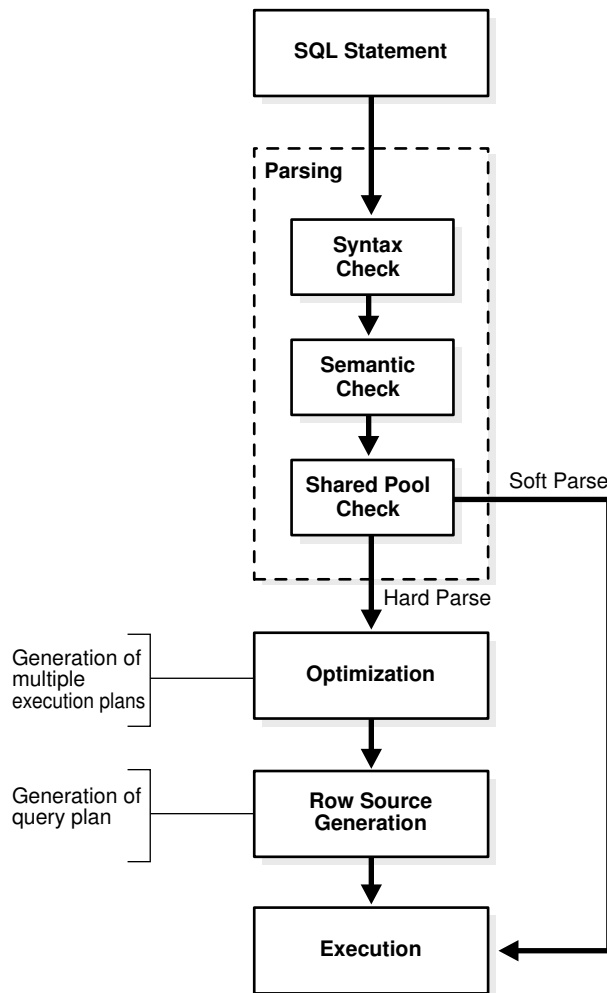 SQL Statement
Parsing
Syntax
Check
Semantic
Check
Shared Pool
Check
Soft Parse
Hard Parse
Generation of
multiple
execution plans
Optimization
Generation of
query plan
Row Source
Generation
Execution